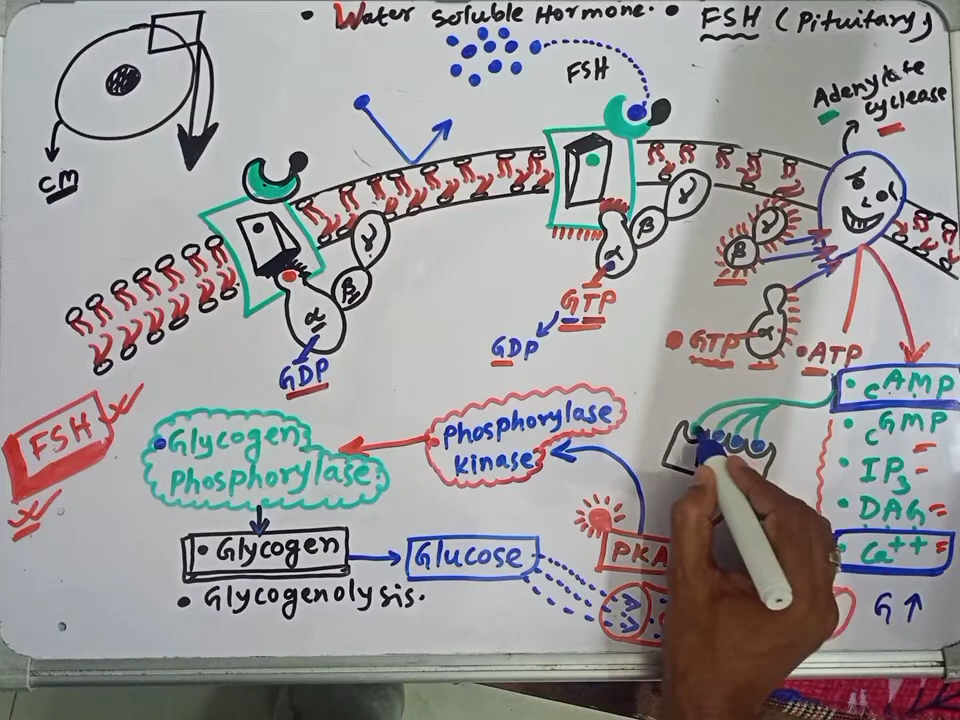 • Water Soluble Hormone. • FSH (Pituitary)
FSH
Adenylate
cyclease
CM
γ
β
α
GDP
γ
β
α
GTP
GDP
γ
β
α
• GTP
• ATP
• cAMP
• cGMP
• IP3
• DAG
• Ca++
FSH
• Glycogen
Phosphorylase.
Phosphorylase
kinase
PKA
• Glycogen
Glucose
• Glycogenolysis.
G ↑